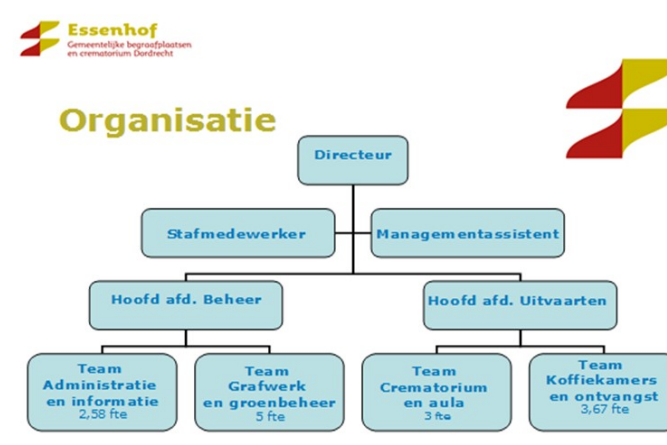 Essenhof
Gemeentelijke begraafplaatsen
en crematorium Dordrecht
Organisatie
Directeur
Stafmedewerker
Managementassistent
Hoofd afd. Beheer
Hoofd afd. Uitvaarten
Team
Administratie
en informatie
2,58 fte
Team
Grafwerk
en groenbeheer
5 fte
Team
Crematorium
en aula
3 fte
Team
Koffiekamers
en ontvangst
3,67 fte